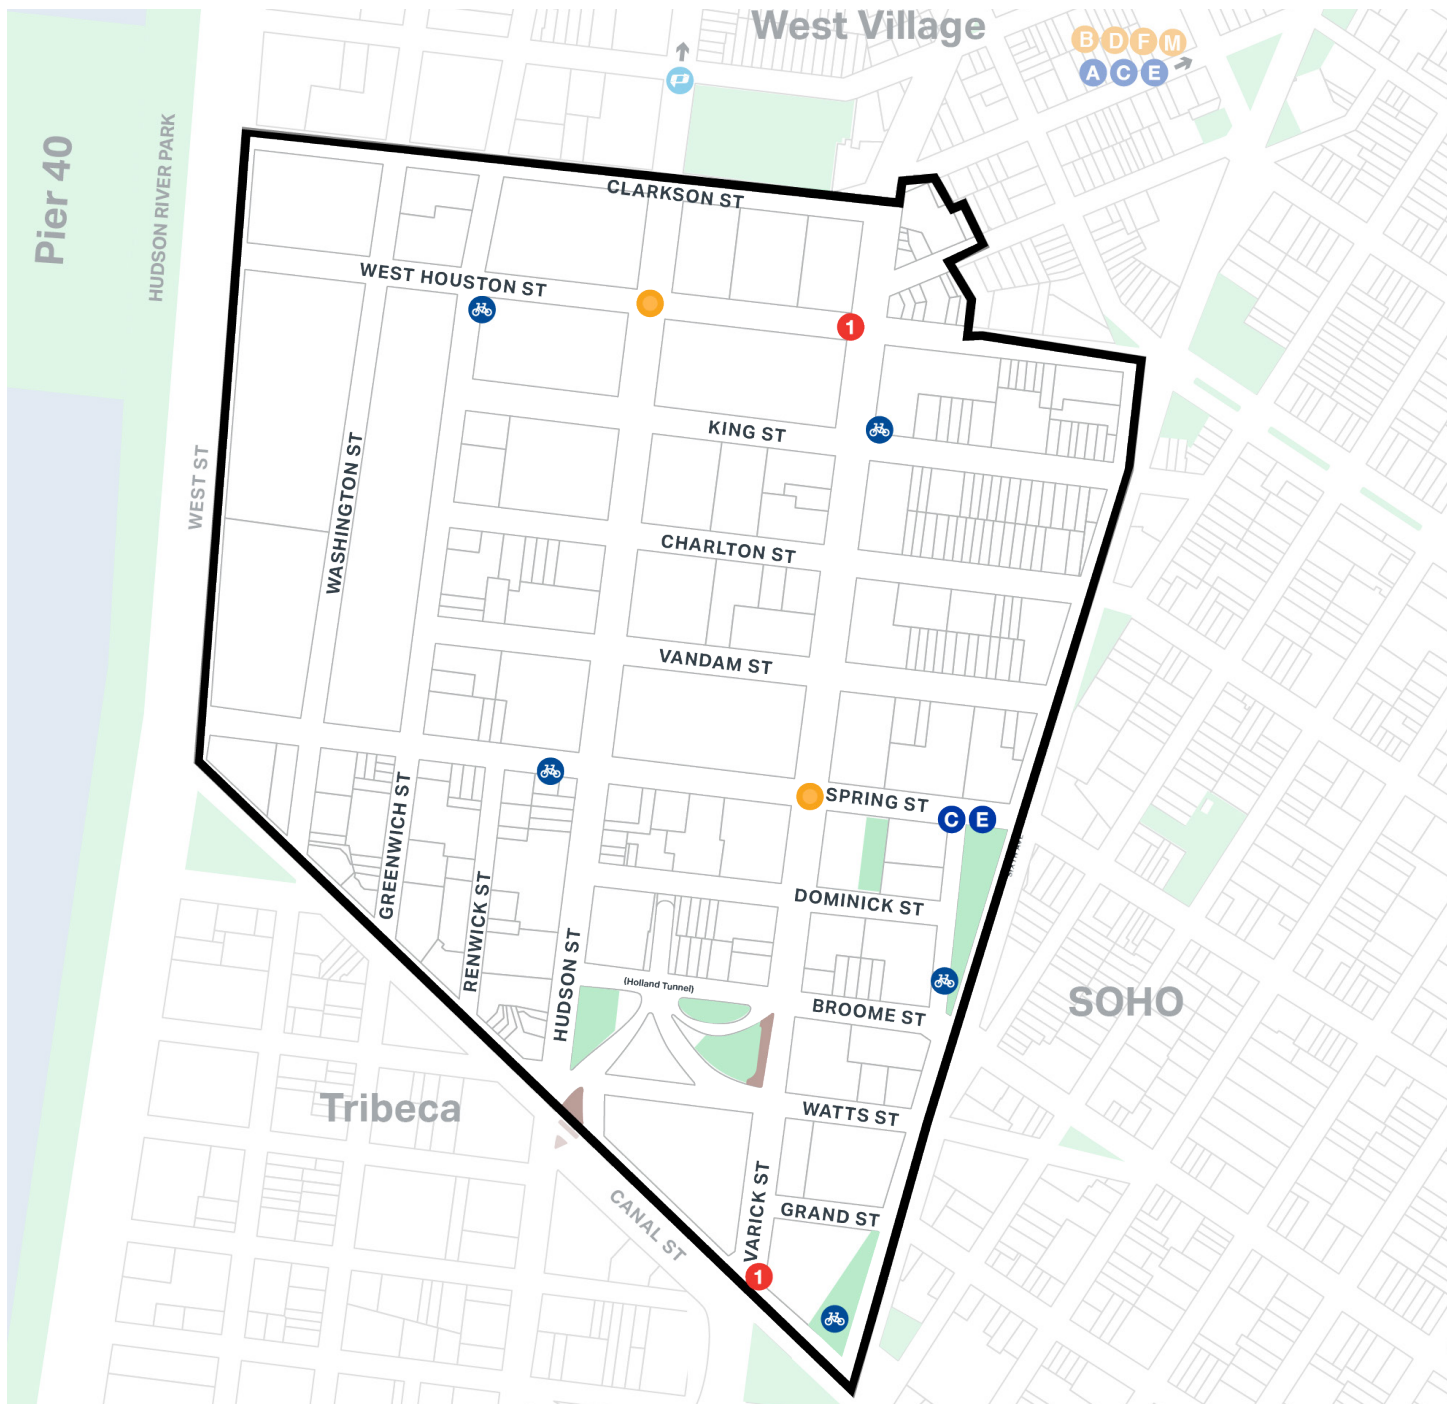 West Village
B D F M
A C E
Pier 40
HUDSON RIVER PARK
CLARKSON ST
WEST HOUSTON ST
1
KING ST
WEST ST
WASHINGTON ST
CHARLTON ST
VANDAM ST
SPRING ST
C E
GREENWICH ST
RENWICK ST
DOMINICK ST
HUDSON ST
(Holland Tunnel)
BROOME ST
SOHO
Tribeca
WATTS ST
CANAL ST
VARICK ST
GRAND ST
1